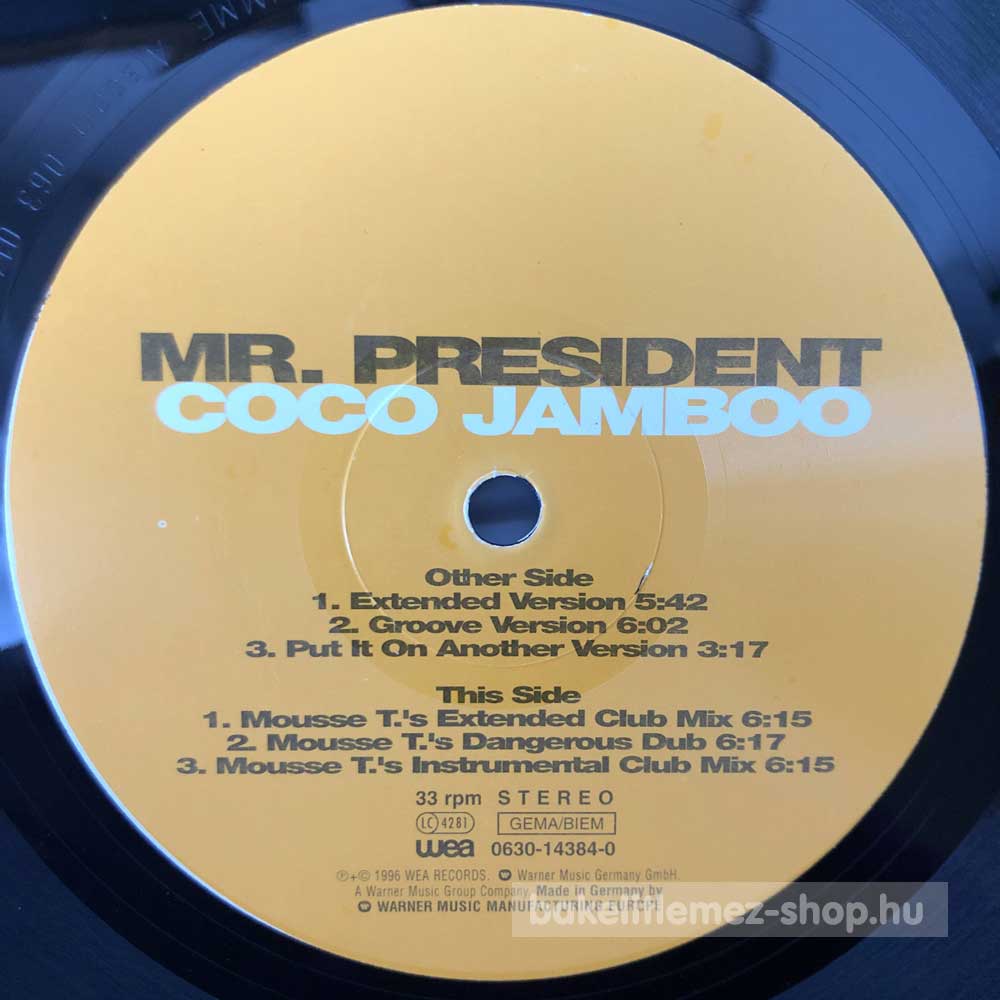 MR. PRESIDENT
COCO JAMBOO
Other Side
1. Extended Version 5:42
2. Groove Version 6:02
3. Put It On Another Version 3:17
This Side
1. Mousse T.'s Extended Club Mix 6:15
2. Mousse T.'s Dangerous Dub 6:17
3. Mousse T.'s Instrumental Club Mix 6:15
33 rpm STEREO
LC 4281 GEMA/BIEM
wea 0630-14384-0
℗+© 1996 WEA RECORDS. Warner Music Germany GmbH.
A Warner Music Group Company. Made in Germany by
WARNER MUSIC MANUFACTURING EUROPE
bakelitlemez-shop.hu